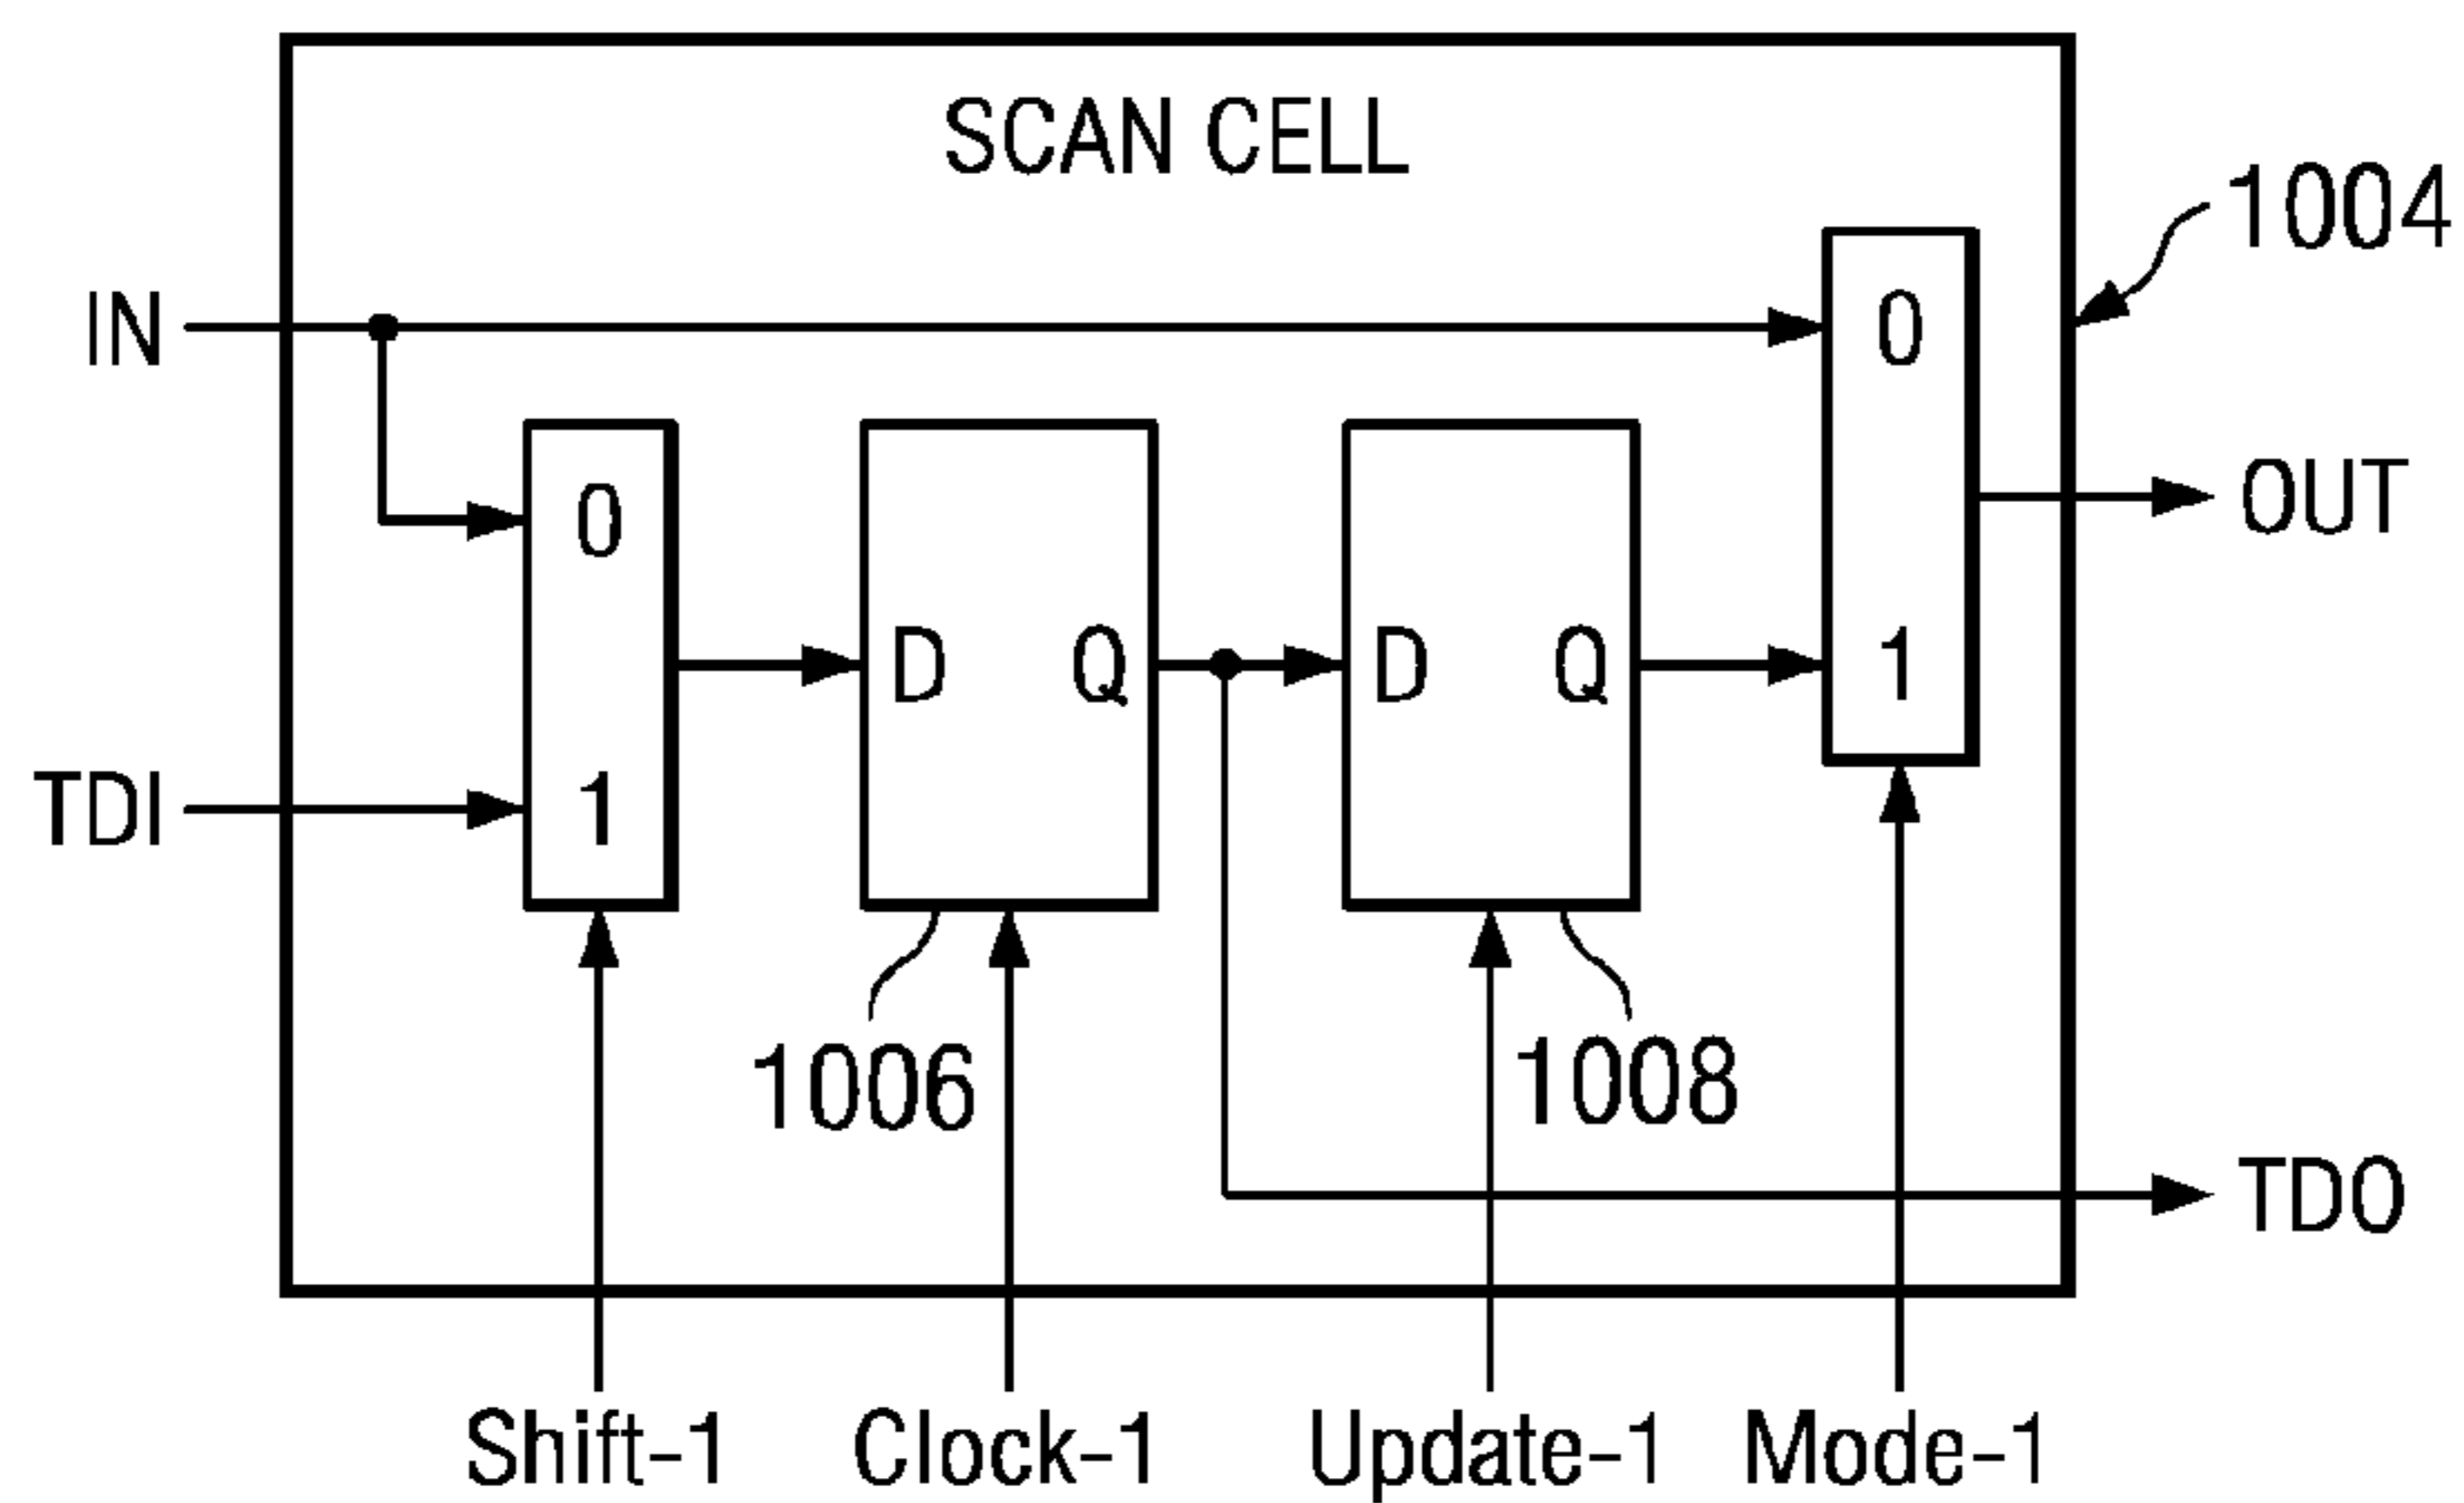 SCAN CELL
1004
IN
0
0
OUT
D Q
D Q
1
TDI
1
1006
1008
TDO
Shift-1
Clock-1
Update-1
Mode-1